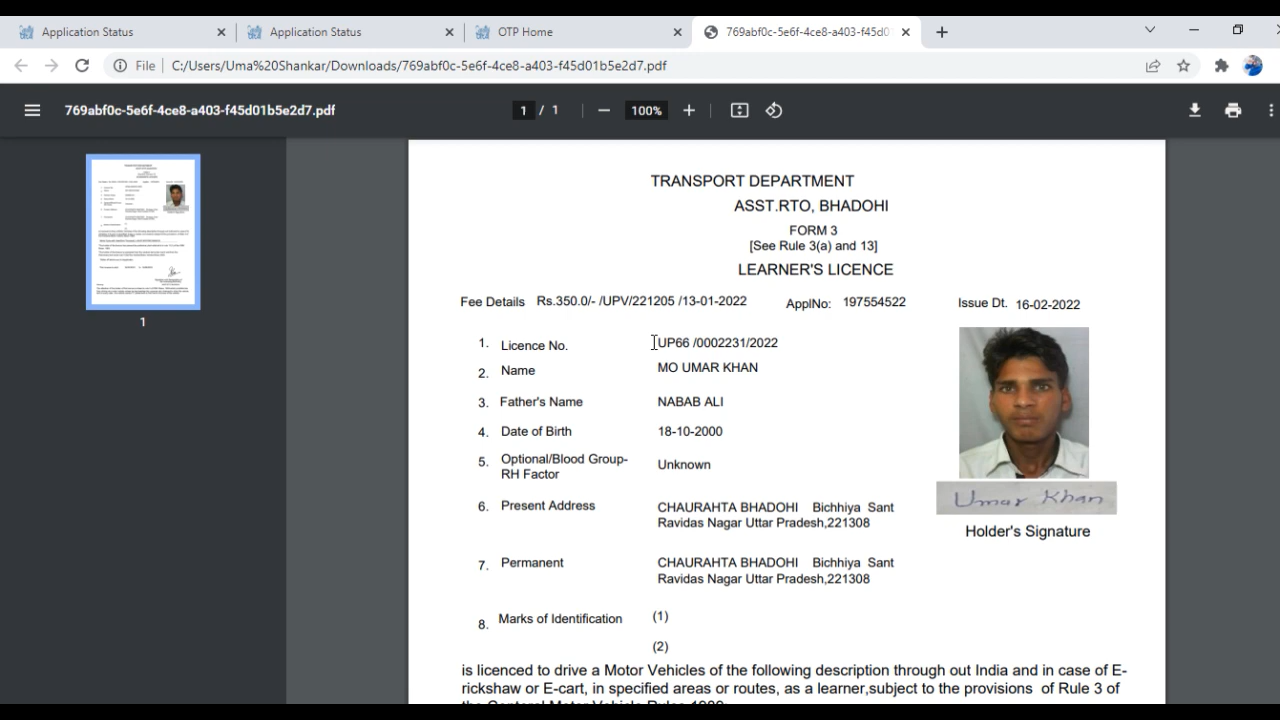 Application Status
Application Status
OTP Home
769abf0c-5e6f-4ce8-a403-f45d0
File C:/Users/Uma%20Shankar/Downloads/769abf0c-5e6f-4ce8-a403-f45d01b5e2d7.pdf
769abf0c-5e6f-4ce8-a403-f45d01b5e2d7.pdf
1 / 1
100%
1
TRANSPORT DEPARTMENT
ASST.RTO, BHADOHI
FORM 3
[See Rule 3(a) and 13]
LEARNER'S LICENCE
Fee Details Rs.350.0/- /UPV/221205 /13-01-2022 ApplNo: 197554522 Issue Dt. 16-02-2022
1. Licence No. UP66 /0002231/2022
2. Name MO UMAR KHAN
3. Father's Name NABAB ALI
4. Date of Birth 18-10-2000
5. Optional/Blood Group- Unknown
RH Factor
6. Present Address CHAURAHTA BHADOHI Bichhiya Sant
Ravidas Nagar Uttar Pradesh,221308
Umar Khan
Holder's Signature
7. Permanent CHAURAHTA BHADOHI Bichhiya Sant
Ravidas Nagar Uttar Pradesh,221308
8. Marks of Identification (1)
(2)
is licenced to drive a Motor Vehicles of the following description through out India and in case of E-
rickshaw or E-cart, in specified areas or routes, as a learner,subject to the provisions of Rule 3 of